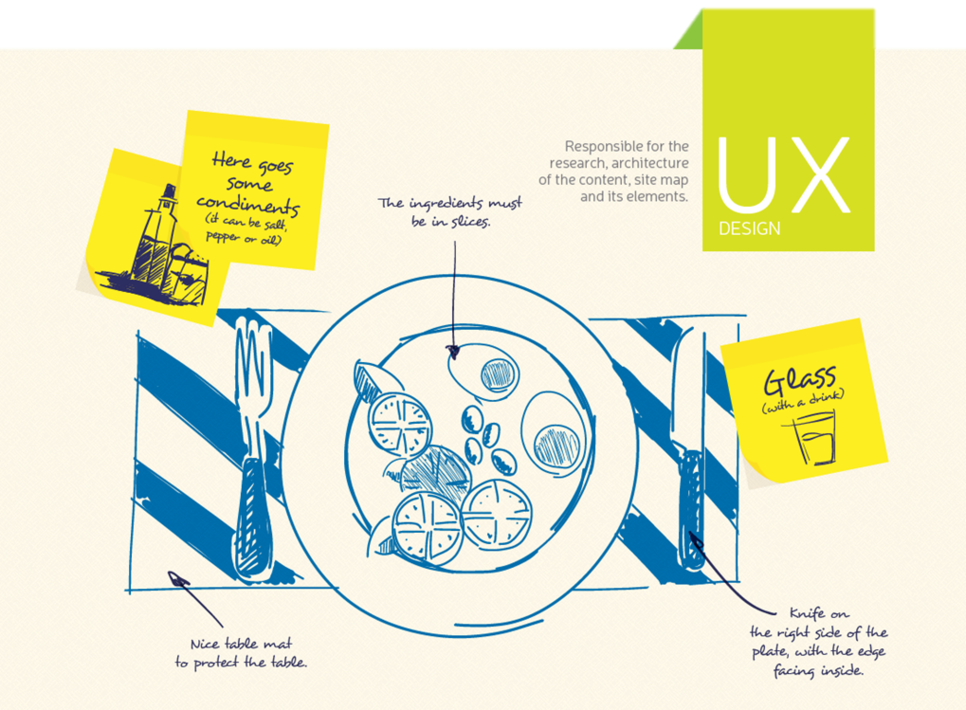 UX
DESIGN
Responsible for the
research, architecture
of the content, site map
and its elements.
Here goes
some
condiments
(it can be salt,
pepper or oil)
The ingredients must
be in slices.
Glass
(with a drink)
Nice table mat
to protect the table.
Knife on
the right side of the
plate, with the edge
facing inside.